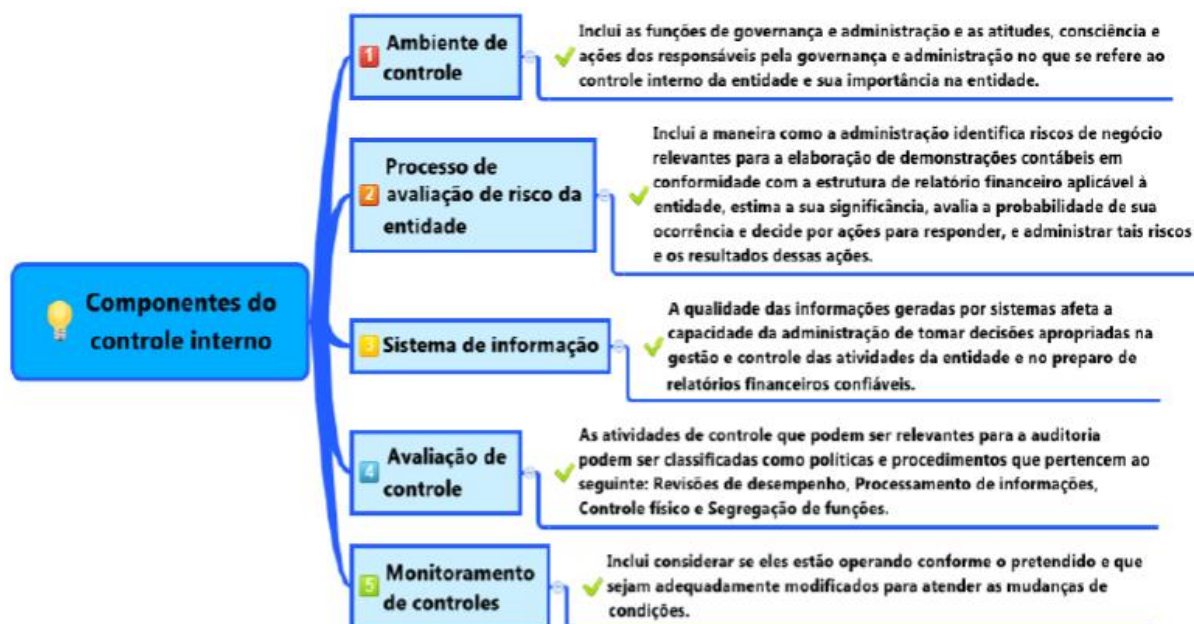 Componentes do
controle interno
1 Ambiente de
controle
Inclui as funções de governança e administração e as atitudes, consciência e
ações dos responsáveis pela governança e administração no que se refere ao
controle interno da entidade e sua importância na entidade.
2 Processo de
avaliação de risco da
entidade
Inclui a maneira como a administração identifica riscos de negócio
relevantes para a elaboração de demonstrações contábeis em
conformidade com a estrutura de relatório financeiro aplicável à
entidade, estima a sua significância, avalia a probabilidade de sua
ocorrência e decide por ações para responder, e administrar tais riscos
e os resultados dessas ações.
3 Sistema de informação
A qualidade das informações geradas por sistemas afeta a
capacidade da administração de tomar decisões apropriadas na
gestão e controle das atividades da entidade e no preparo de
relatórios financeiros confiáveis.
4 Avaliação de
controle
As atividades de controle que podem ser relevantes para a auditoria
podem ser classificadas como políticas e procedimentos que pertencem ao
seguinte: Revisões de desempenho, Processamento de informações,
Controle físico e Segregação de funções.
5 Monitoramento
de controles
Inclui considerar se eles estão operando conforme o pretendido e que
sejam adequadamente modificados para atender as mudanças de
condições.